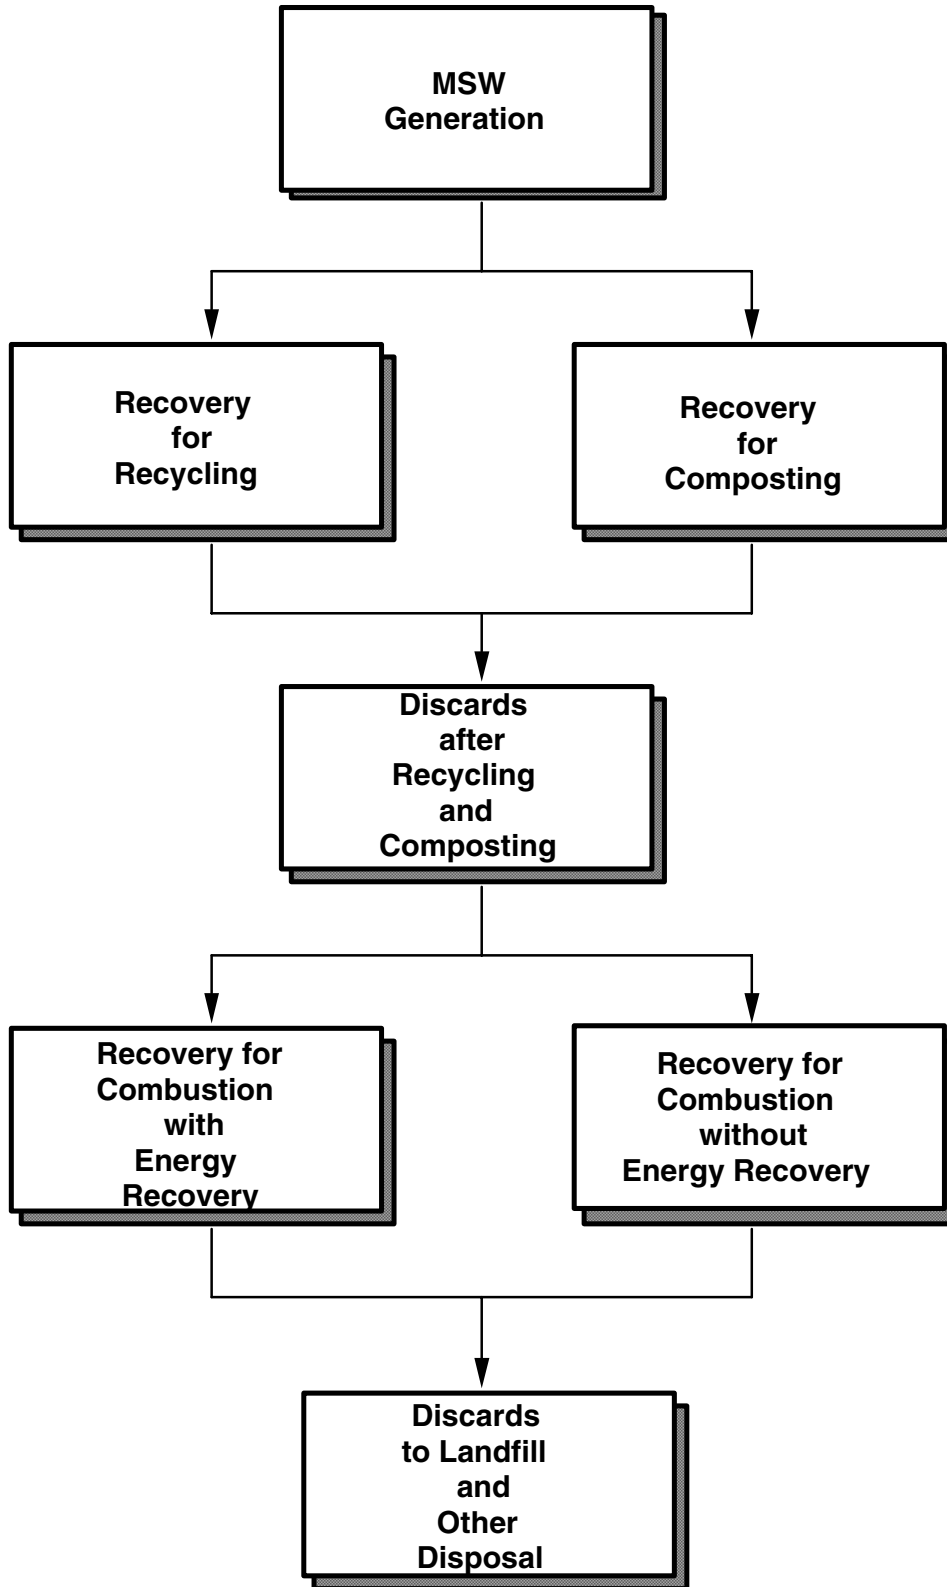 MSW
Generation
Recovery
for
Recycling
Recovery
for
Composting
Discards
after
Recycling
and
Composting
Recovery for
Combustion
with
Energy
Recovery
Recovery for
Combustion
without
Energy Recovery
Discards
to Landfill
and
Other
Disposal